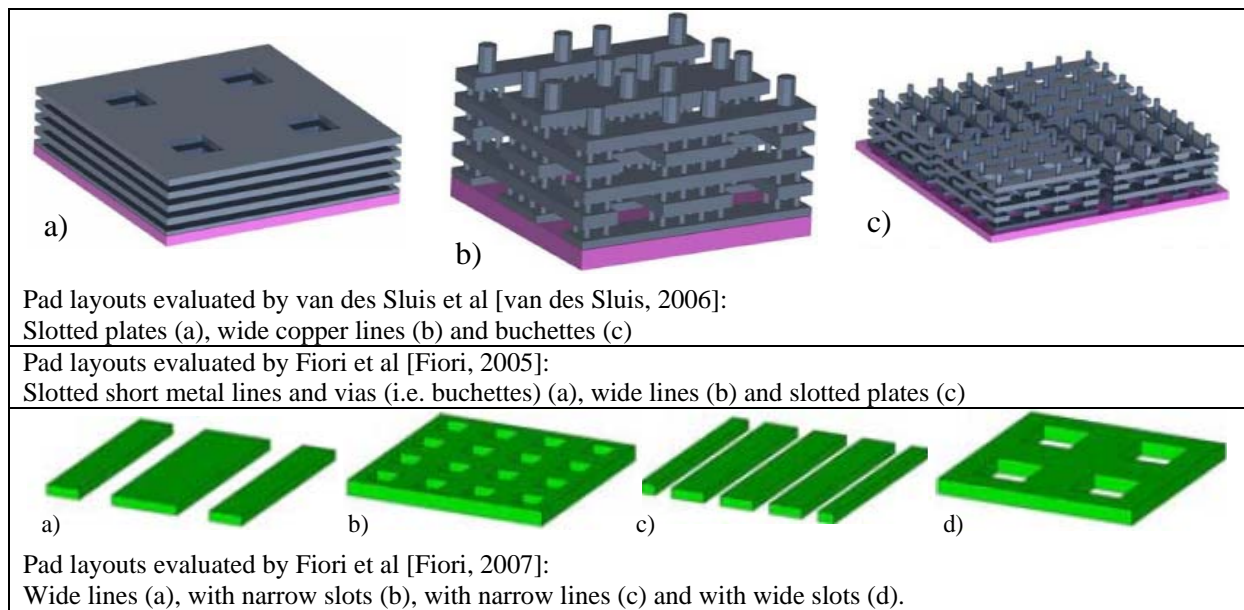 a)
b)
c)
Pad layouts evaluated by van des Sluis et al [van des Sluis, 2006]:
Slotted plates (a), wide copper lines (b) and buchettes (c)
Pad layouts evaluated by Fiori et al [Fiori, 2005]:
Slotted short metal lines and vias (i.e. buchettes) (a), wide lines (b) and slotted plates (c)
a)
b)
c)
d)
Pad layouts evaluated by Fiori et al [Fiori, 2007]:
Wide lines (a), with narrow slots (b), with narrow lines (c) and with wide slots (d).